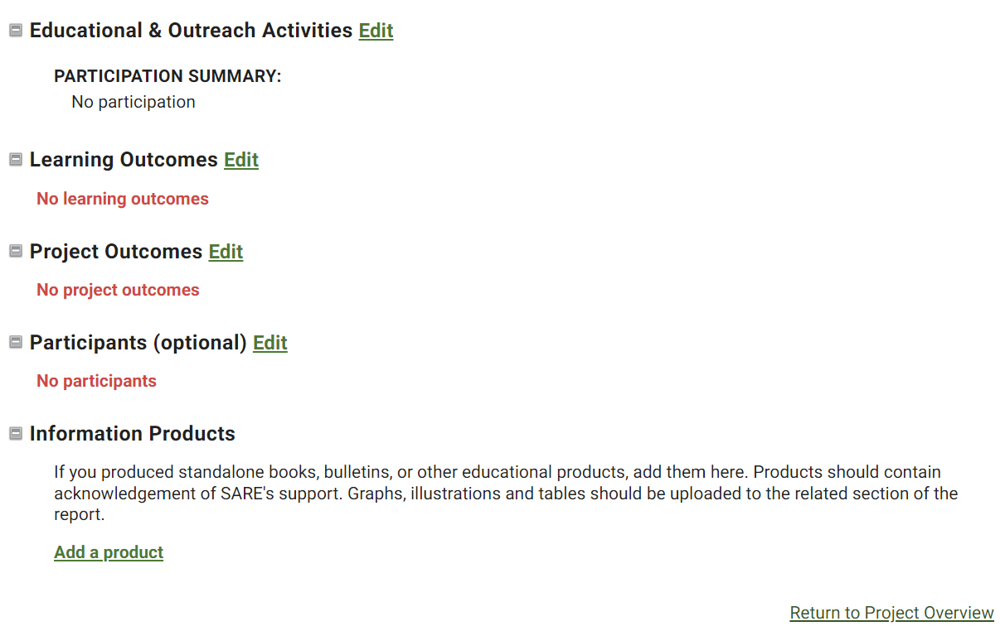 Educational & Outreach Activities Edit
PARTICIPATION SUMMARY:
No participation
Learning Outcomes Edit
No learning outcomes
Project Outcomes Edit
No project outcomes
Participants (optional) Edit
No participants
Information Products
If you produced standalone books, bulletins, or other educational products, add them here. Products should contain
acknowledgement of SARE's support. Graphs, illustrations and tables should be uploaded to the related section of the
report.
Add a product
Return to Project Overview